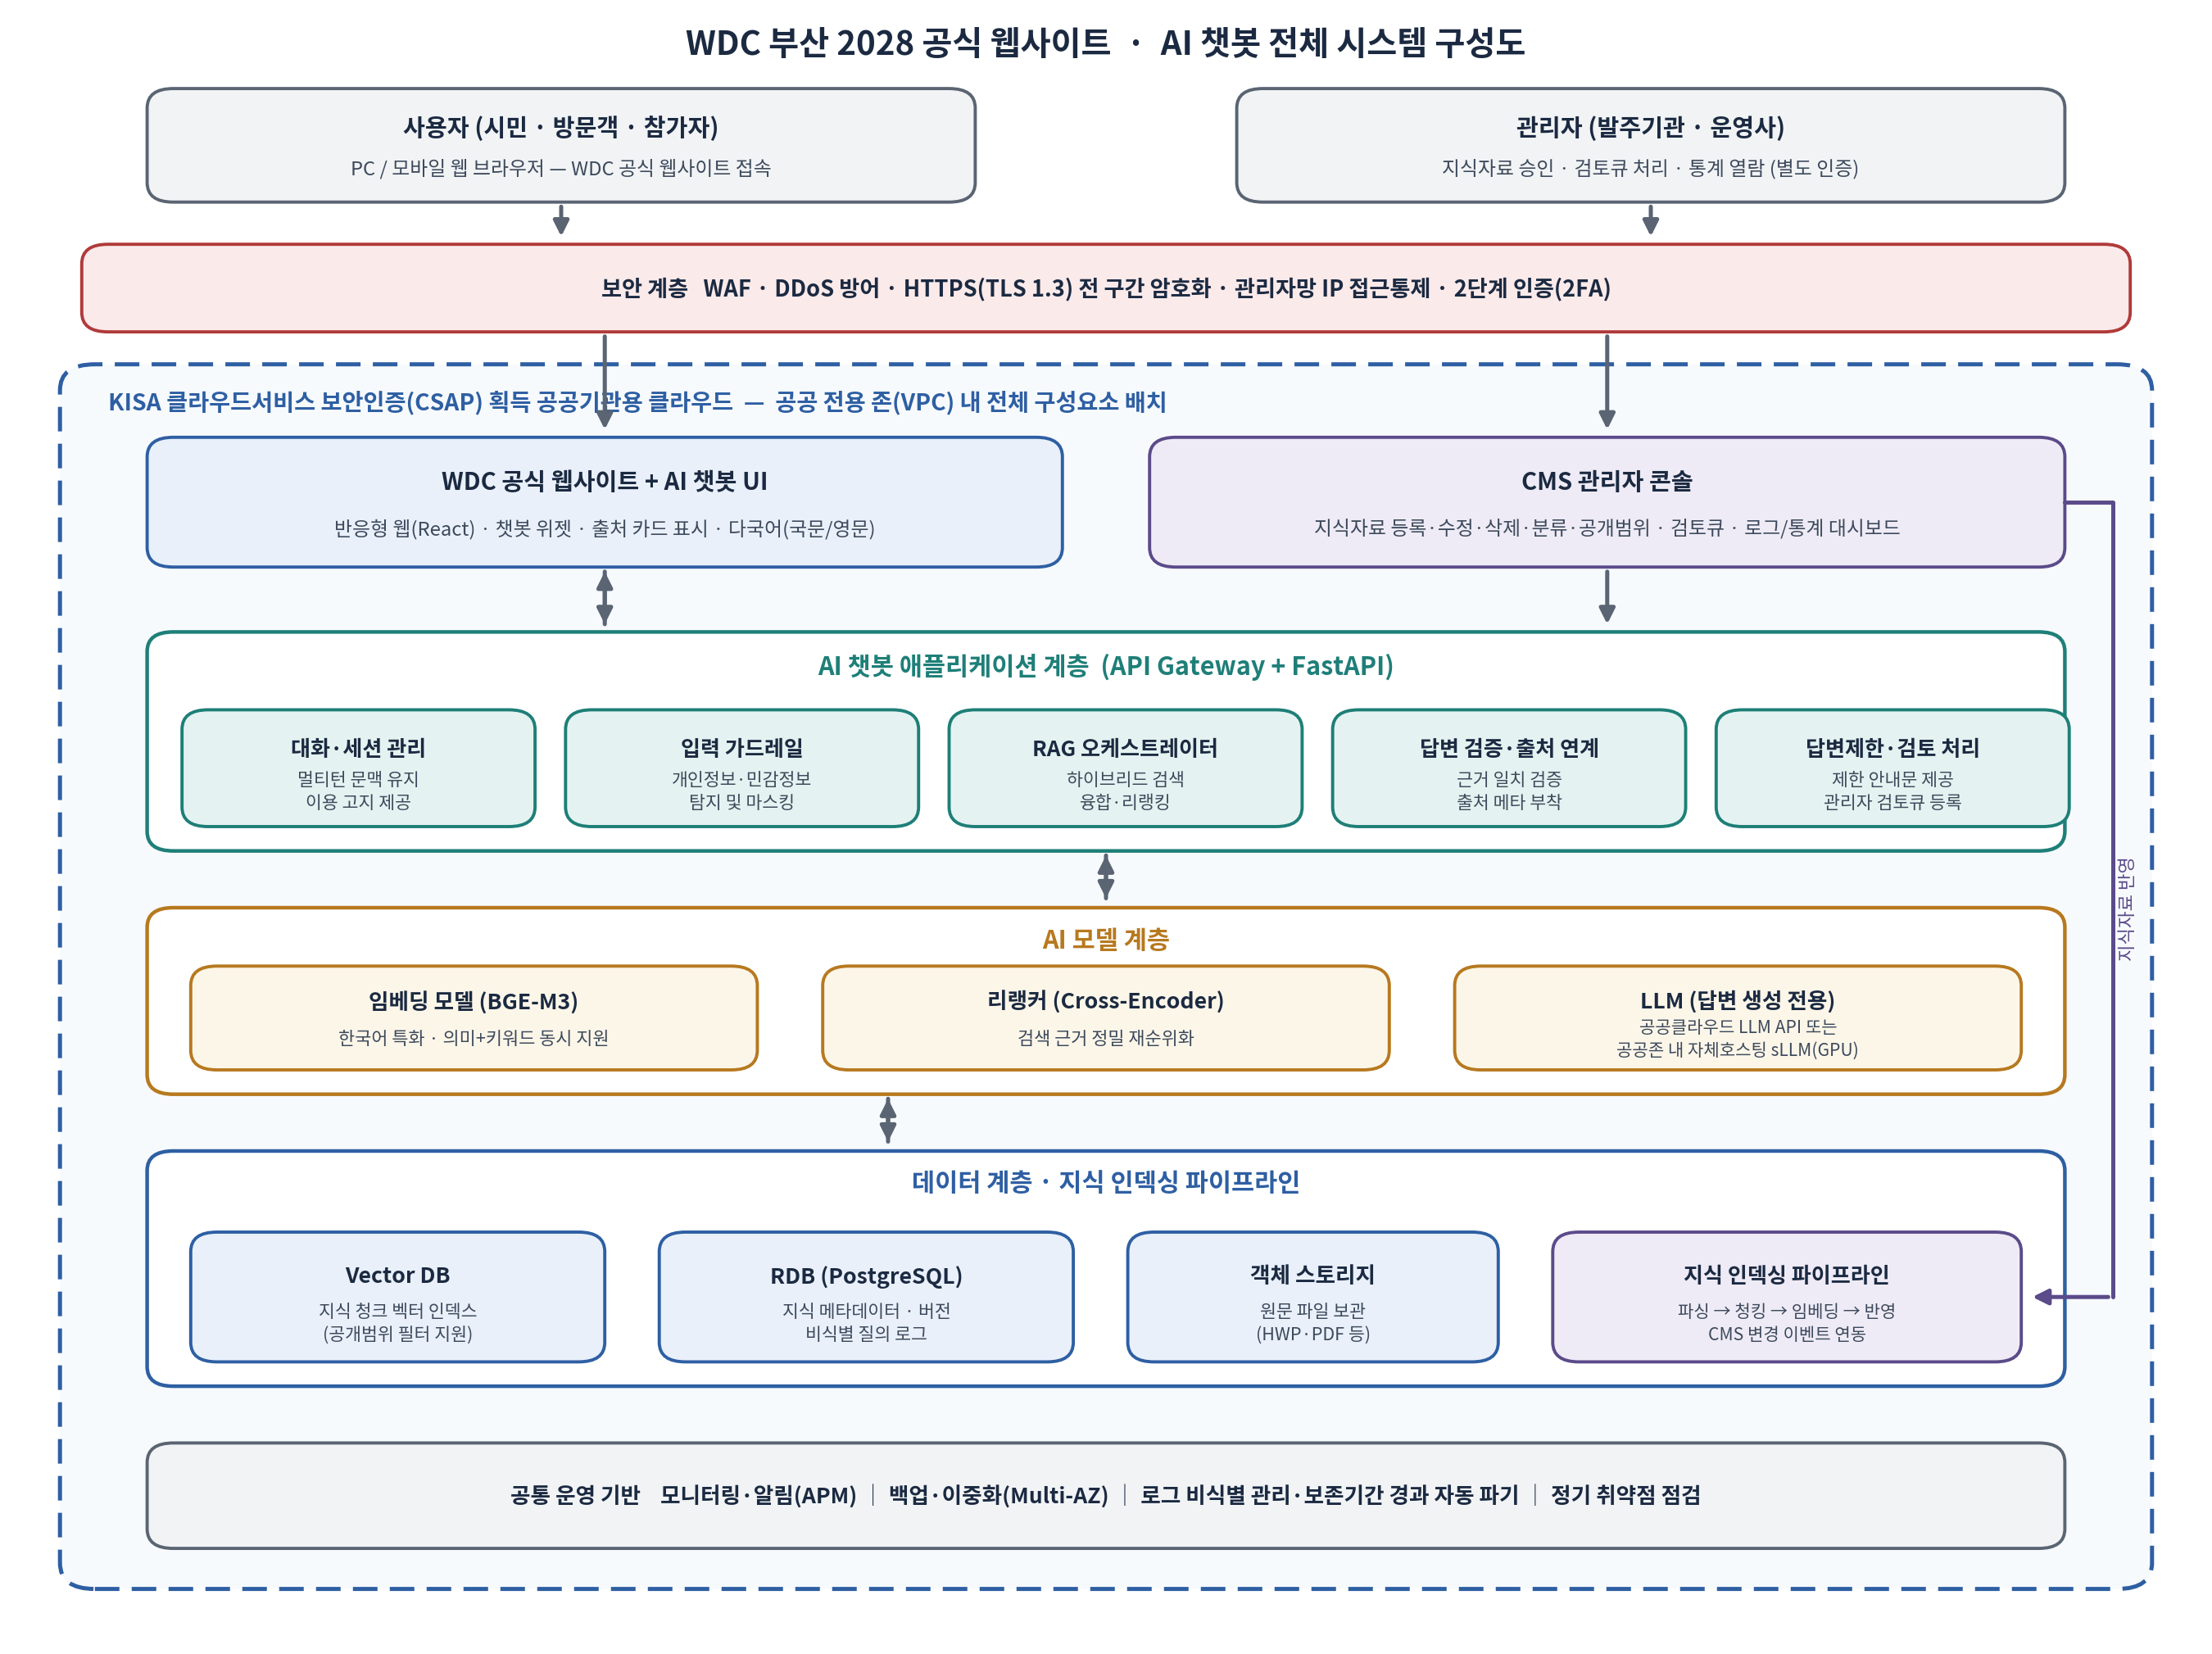 WDC 부산 2028 공식 웹사이트 · AI 챗봇 전체 시스템 구성도
사용자 (시민 · 방문객 · 참가자)
PC / 모바일 웹 브라우저 — WDC 공식 웹사이트 접속
관리자 (발주기관 · 운영사)
지식자료 승인 · 검토큐 처리 · 통계 열람 (별도 인증)
보안 계층 WAF · DDoS 방어 · HTTPS(TLS 1.3) 전 구간 암호화 · 관리자망 IP 접근통제 · 2단계 인증(2FA)
KISA 클라우드서비스 보안인증(CSAP) 획득 공공기관용 클라우드 — 공공 전용 존(VPC) 내 전체 구성요소 배치
WDC 공식 웹사이트 + AI 챗봇 UI
반응형 웹(React) · 챗봇 위젯 · 출처 카드 표시 · 다국어(국문/영문)
CMS 관리자 콘솔
지식자료 등록·수정·삭제·분류·공개범위 · 검토큐 · 로그/통계 대시보드
AI 챗봇 애플리케이션 계층 (API Gateway + FastAPI)
대화·세션 관리
멀티턴 문맥 유지
이용 고지 제공
입력 가드레일
개인정보·민감정보
탐지 및 마스킹
RAG 오케스트레이터
하이브리드 검색
융합·리랭킹
답변 검증·출처 연계
근거 일치 검증
출처 메타 부착
답변제한·검토 처리
제한 안내문 제공
관리자 검토큐 등록
지식자료 반영
AI 모델 계층
임베딩 모델 (BGE-M3)
한국어 특화 · 의미+키워드 동시 지원
리랭커 (Cross-Encoder)
검색 근거 정밀 재순위화
LLM (답변 생성 전용)
공공클라우드 LLM API 또는
공공존 내 자체호스팅 sLLM(GPU)
데이터 계층 · 지식 인덱싱 파이프라인
Vector DB
지식 청크 벡터 인덱스
(공개범위 필터 지원)
RDB (PostgreSQL)
지식 메타데이터 · 버전
비식별 질의 로그
객체 스토리지
원문 파일 보관
(HWP·PDF 등)
지식 인덱싱 파이프라인
파싱 → 청킹 → 임베딩 → 반영
CMS 변경 이벤트 연동
공통 운영 기반 모니터링·알림(APM) │ 백업·이중화(Multi-AZ) │ 로그 비식별 관리·보존기간 경과 자동 파기 │ 정기 취약점 점검